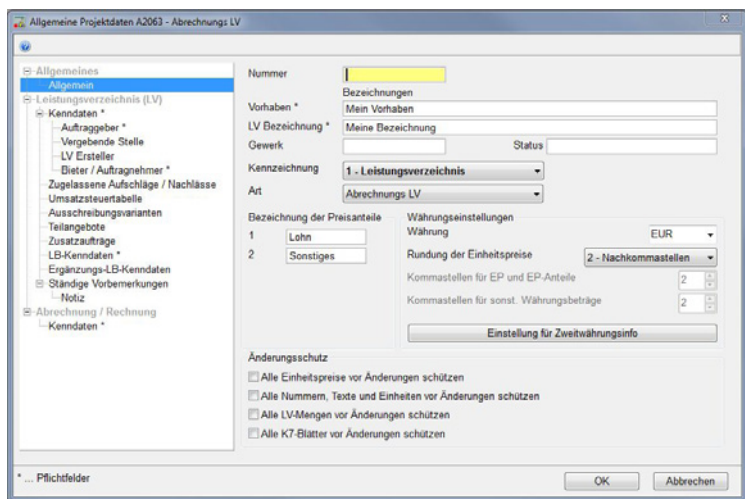 Allgemeine Projektdaten A2063 - Abrechnungs LV
Allgemeines
Allgemein
Leistungsverzeichnis (LV)
Kenndaten *
Auftraggeber *
Vergebende Stelle
LV Ersteller
Bieter / Auftragnehmer *
Zugelassene Aufschläge / Nachlässe
Umsatzsteuertabelle
Ausschreibungsvarianten
Teilangebote
Zusatzaufträge
LB-Kenndaten *
Ergänzungs-LB-Kenndaten
Ständige Vorbemerkungen
Notiz
Abrechnung / Rechnung
Kenndaten *
Nummer
Bezeichnungen
Vorhaben * Mein Vorhaben
LV Bezeichnung * Meine Bezeichnung
Gewerk Status
Kennzeichnung 1 - Leistungsverzeichnis
Art Abrechnungs LV
Bezeichnung der Preisanteile
1 Lohn
2 Sonstiges
Währungseinstellungen
Währung EUR
Rundung der Einheitspreise 2 - Nachkommastellen
Kommastellen für EP und EP-Anteile 2
Kommastellen für sonst. Währungsbeträge 2
Einstellung für Zweitwährungsinfo
Änderungsschutz
Alle Einheitspreise vor Änderungen schützen
Alle Nummern, Texte und Einheiten vor Änderungen schützen
Alle LV-Mengen vor Änderungen schützen
Alle K7-Blätter vor Änderungen schützen
* ... Pflichtfelder
OK Abbrechen